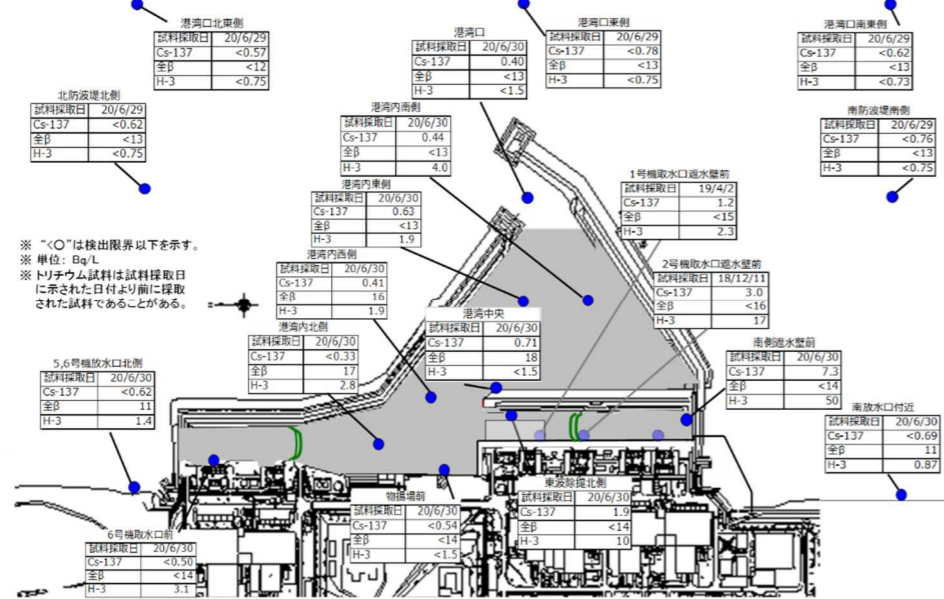 港湾口北東側
試料採取日 20/6/29
Cs-137 <0.57
全β <12
H-3 <0.75
港湾口
試料採取日 20/6/30
Cs-137 0.40
全β <13
H-3 <1.5
港湾口東側
試料採取日 20/6/29
Cs-137 <0.78
全β <13
H-3 <0.75
港湾口南東側
試料採取日 20/6/29
Cs-137 <0.62
全β <13
H-3 <0.73
北防波堤北側
試料採取日 20/6/29
Cs-137 <0.62
全β <13
H-3 <0.75
港湾内南側
試料採取日 20/6/30
Cs-137 0.44
全β <13
H-3 4.0
南防波堤南側
試料採取日 20/6/29
Cs-137 <0.76
全β <13
H-3 <0.75
港湾内東側
試料採取日 20/6/30
Cs-137 0.63
全β <13
H-3 1.9
1号機取水口遮水壁前
試料採取日 19/4/2
Cs-137 1.2
全β <15
H-3 2.3
※ “<○”は検出限界以下を示す。
※ 単位: Bq/L
※ トリチウム試料は試料採取日
に示された日付より前に採取
された試料であることがある。
港湾内西側
試料採取日 20/6/30
Cs-137 0.41
全β 16
H-3 1.9
2号機取水口遮水壁前
試料採取日 18/12/11
Cs-137 3.0
全β <16
H-3 17
港湾内北側
試料採取日 20/6/30
Cs-137 <0.33
全β 17
H-3 2.8
港湾中央
試料採取日 20/6/30
Cs-137 0.71
全β 18
H-3 <1.5
南側遮水壁前
試料採取日 20/6/30
Cs-137 7.3
全β <14
H-3 50
5,6号機放水口北側
試料採取日 20/6/30
Cs-137 <0.62
全β 11
H-3 1.4
南放水口付近
試料採取日 20/6/30
Cs-137 <0.69
全β 11
H-3 0.87
物揚場前
試料採取日 20/6/30
Cs-137 <0.54
全β <14
H-3 <1.5
東波除堤北側
試料採取日 20/6/30
Cs-137 1.9
全β <14
H-3 10
6号機取水口前
試料採取日 20/6/30
Cs-137 <0.50
全β <14
H-3 3.1